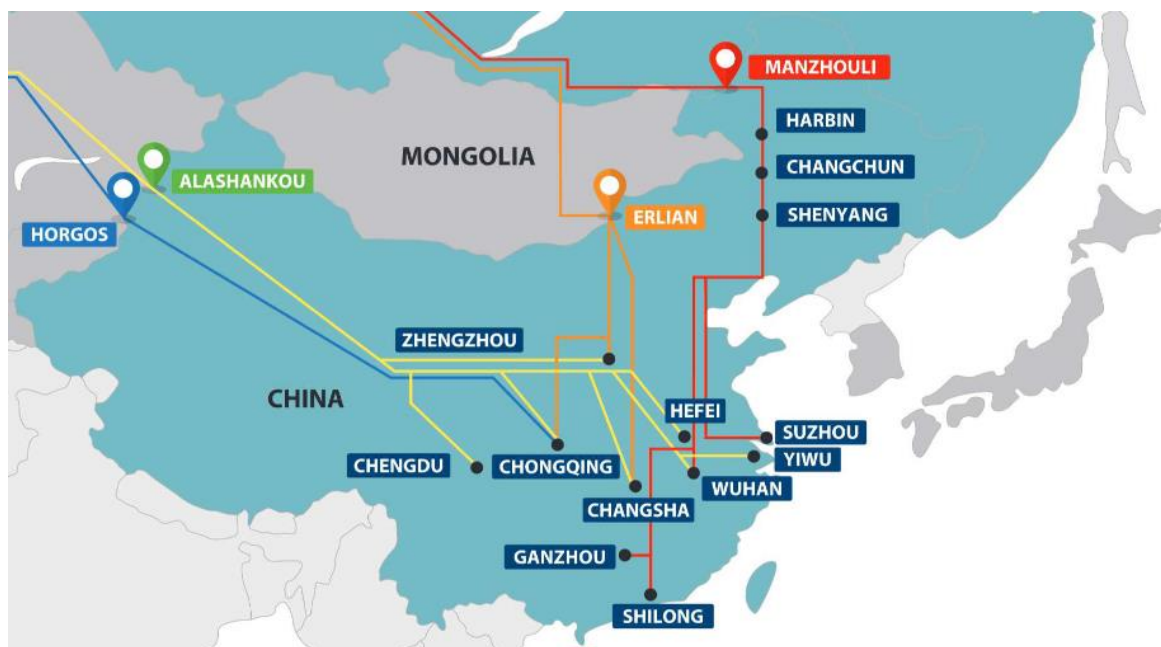 MANZHOULI
HARBIN
MONGOLIA
CHANGCHUN
ALASHANKOU
SHENYANG
ERLIAN
HORGOS
ZHENGZHOU
CHINA
HEFEI
SUZHOU
YIWU
CHENGDU
CHONGQING
WUHAN
CHANGSHA
GANZHOU
SHILONG